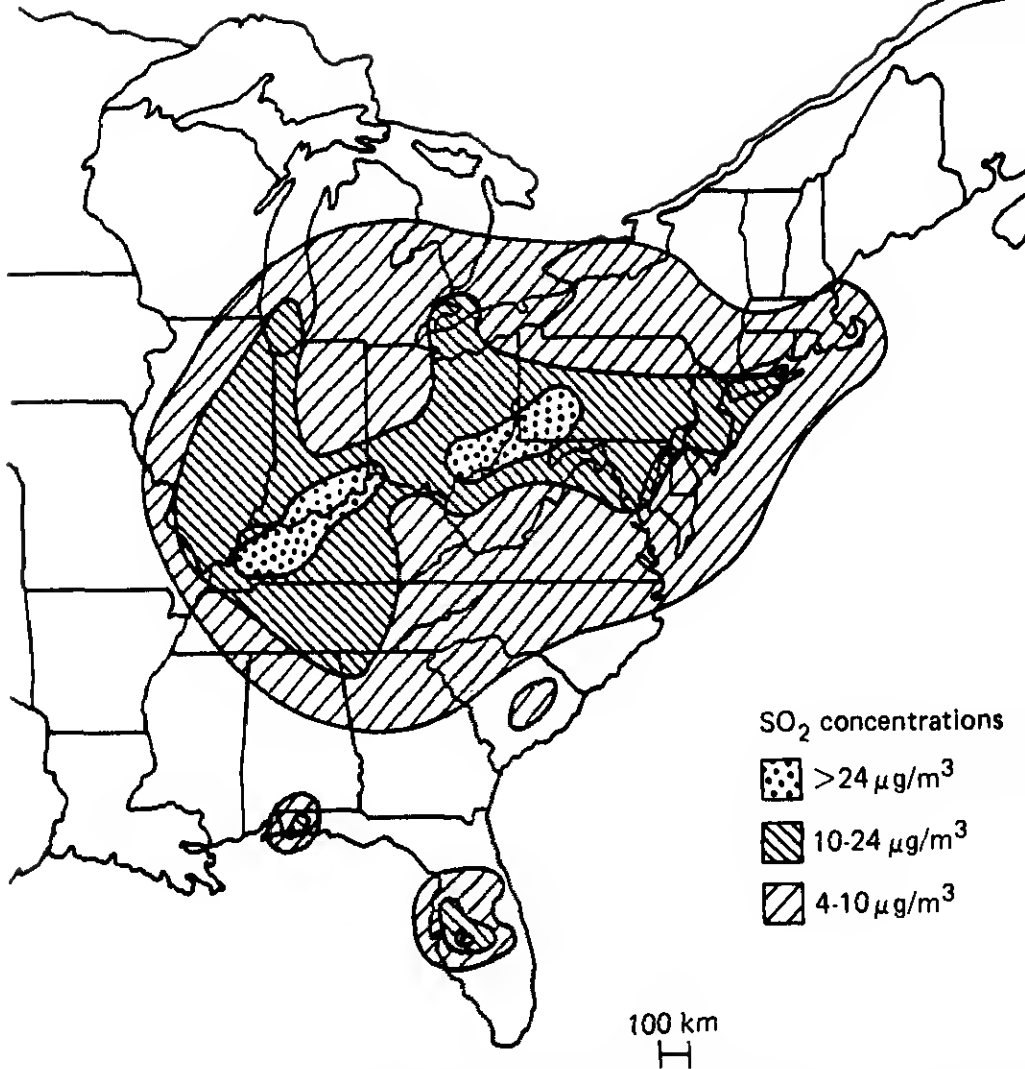 SO₂ concentrations
>24 μg/m³
10-24 μg/m³
4-10 μg/m³
100 km